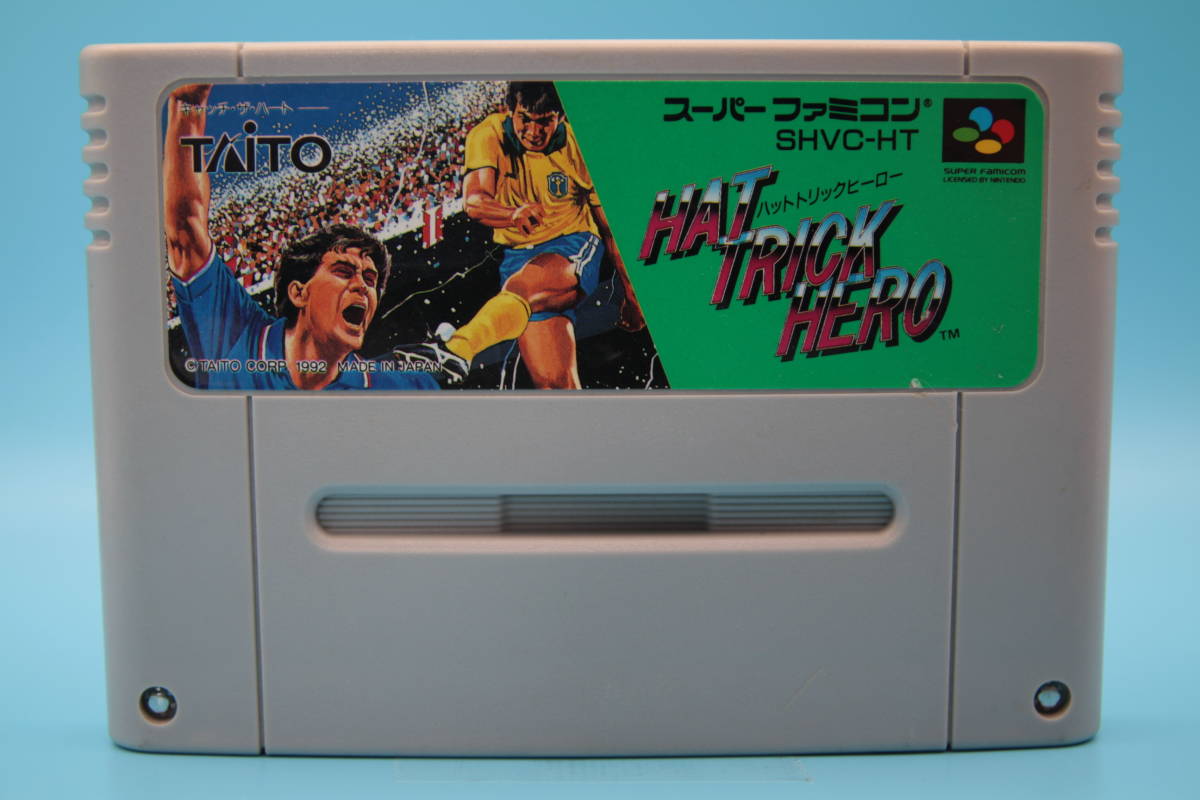 キャッチ・ザ・ハート
TAITO
©TAITO CORP. 1992 MADE IN JAPAN
スーパーファミコン®
SHVC-HT
SUPER FAMICOM
LICENSED BY NINTENDO
ハットトリックヒーロー
HAT
TRICK
HERO™